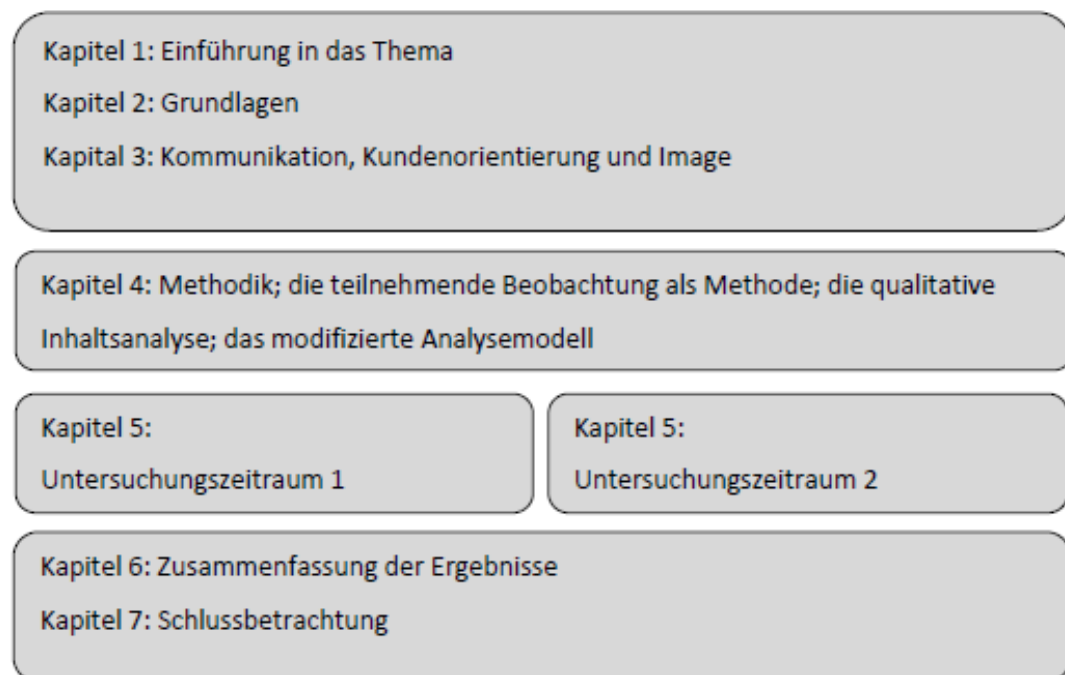 Kapitel 1: Einführung in das Thema
Kapitel 2: Grundlagen
Kapital 3: Kommunikation, Kundenorientierung und Image
Kapitel 4: Methodik; die teilnehmende Beobachtung als Methode; die qualitative
Inhaltsanalyse; das modifizierte Analysemodell
Kapitel 5:
Untersuchungszeitraum 1
Kapitel 5:
Untersuchungszeitraum 2
Kapitel 6: Zusammenfassung der Ergebnisse
Kapitel 7: Schlussbetrachtung